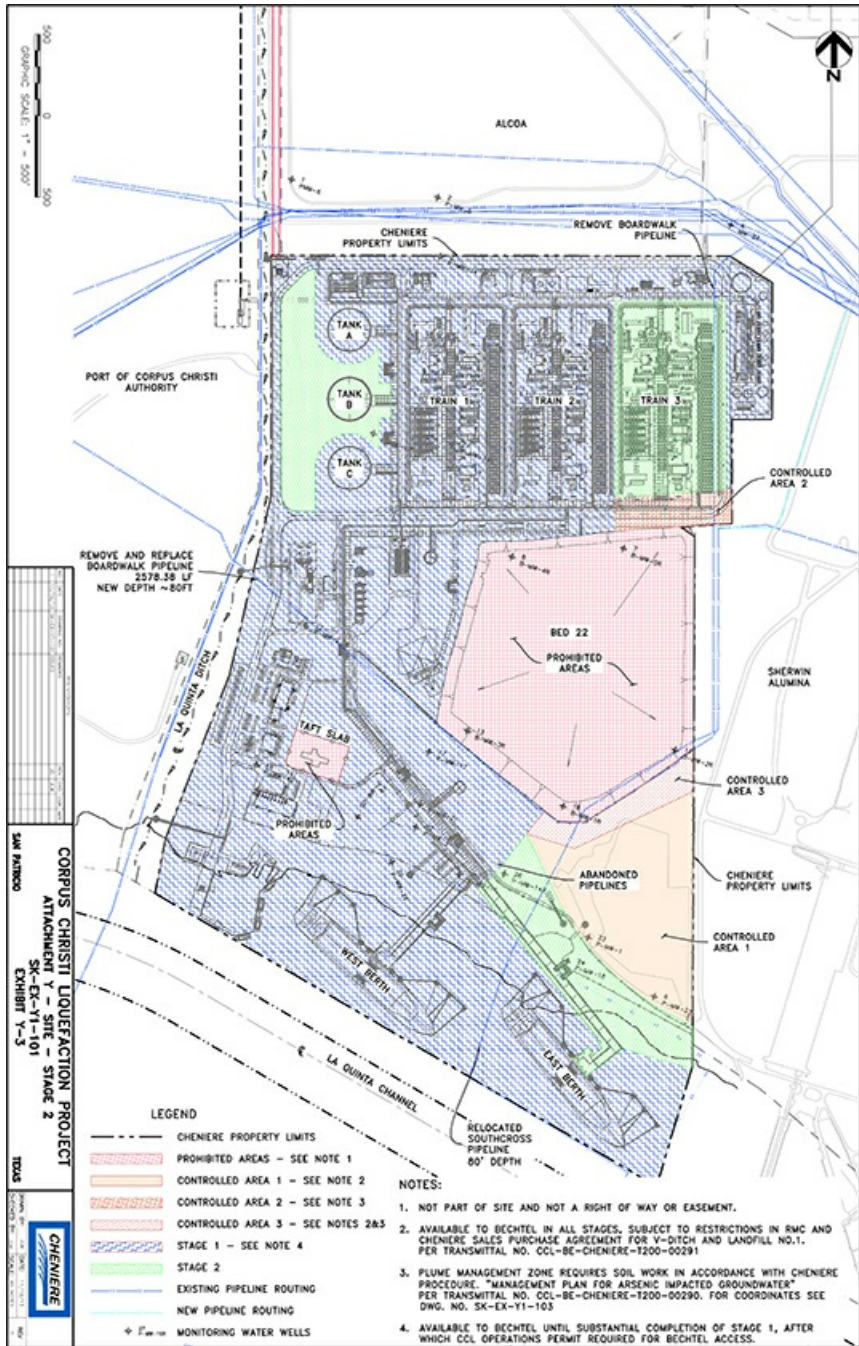 N
500
0
500
GRAPHIC SCALE: 1" = 500'
ALCOA
CHENIERE
PROPERTY LIMITS
REMOVE BOARDWALK
PIPELINE
PORT OF CORPUS CHRISTI
AUTHORITY
TANK
A
TANK
B
TANK
C
TRAIN 1
TRAIN 2
TRAIN 3
CONTROLLED
AREA 2
REMOVE AND REPLACE
BOARDWALK PIPELINE
2578.38 LF
NEW DEPTH ~80FT
BED 22
PROHIBITED
AREAS
SHERWIN
ALUMINA
LA QUINTA DITCH
TAFT SLAB
PROHIBITED
AREAS
CONTROLLED
AREA 3
ABANDONED
PIPELINES
CHENIERE
PROPERTY LIMITS
CONTROLLED
AREA 1
WEST BERTH
EAST BERTH
LA QUINTA CHANNEL
RELOCATED
SOUTHCROSS
PIPELINE
80' DEPTH
LEGEND
CHENIERE PROPERTY LIMITS
PROHIBITED AREAS - SEE NOTE 1
CONTROLLED AREA 1 - SEE NOTE 2
CONTROLLED AREA 2 - SEE NOTE 3
CONTROLLED AREA 3 - SEE NOTES 2&3
STAGE 1 - SEE NOTE 4
STAGE 2
EXISTING PIPELINE ROUTING
NEW PIPELINE ROUTING
MONITORING WATER WELLS
NOTES:
1. NOT PART OF SITE AND NOT A RIGHT OF WAY OR EASEMENT.
2. AVAILABLE TO BECHTEL IN ALL STAGES, SUBJECT TO RESTRICTIONS IN RMC AND
CHENIERE SALES PURCHASE AGREEMENT FOR V-DITCH AND LANDFILL NO.1.
PER TRANSMITTAL NO. CCL-BE-CHENIERE-T200-00291
3. PLUME MANAGEMENT ZONE REQUIRES SOIL WORK IN ACCORDANCE WITH CHENIERE
PROCEDURE. "MANAGEMENT PLAN FOR ARSENIC IMPACTED GROUNDWATER"
PER TRANSMITTAL NO. CCL-BE-CHENIERE-T200-00290. FOR COORDINATES SEE
DWG. NO. SK-EX-Y1-103
4. AVAILABLE TO BECHTEL UNTIL SUBSTANTIAL COMPLETION OF STAGE 1, AFTER
WHICH CCL OPERATIONS PERMIT REQUIRED FOR BECHTEL ACCESS.
CORPUS CHRISTI LIQUEFACTION PROJECT
ATTACHMENT Y - SITE - STAGE 2
SK-EX-Y1-101
EXHIBIT Y-3
SAN PATRICIO
TEXAS
CHENIERE